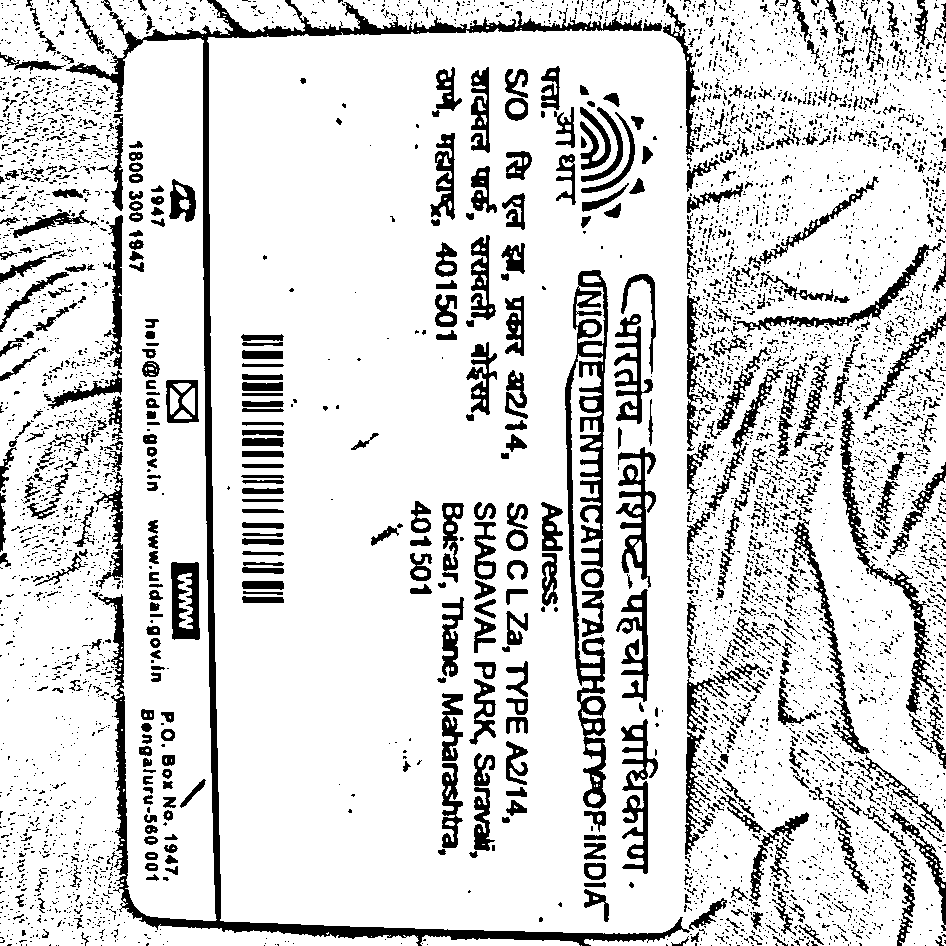 भारतीय विशिष्ट पहचान प्राधिकरण
UNIQUE IDENTIFICATION AUTHORITY OF INDIA
आधार
पता:
S/O सि एल झा, प्रकार अ2/14,
शादवल पार्क, सरावली, बोईसर,
ठाणे, महाराष्ट्र, 401501
Address:
S/O C L Za, TYPE A2/14,
SHADAVAL PARK, Saravali,
Boisar, Thane, Maharashtra,
401501
1947
1800 300 1947
help@uidai.gov.in
www
www.uidai.gov.in
P.O. Box No. 1947,
Bengaluru-560 001